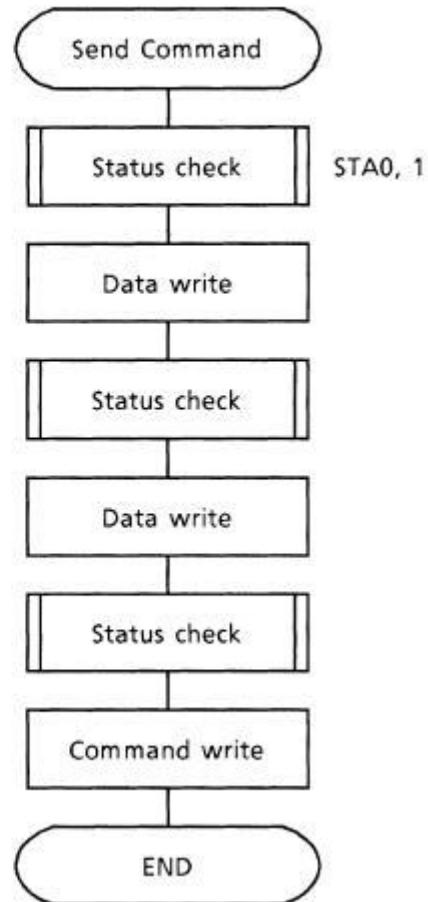 Send Command
Status check
STA0, 1
Data write
Status check
Data write
Status check
Command write
END